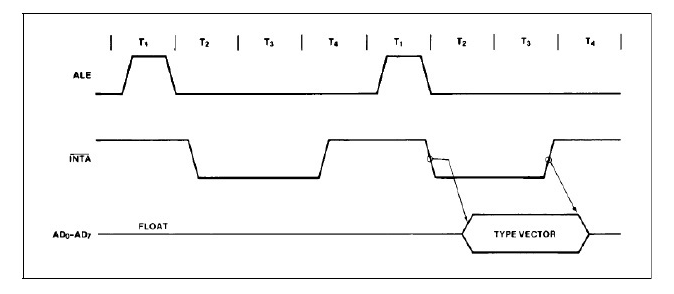 T₁ T₂ T₃ T₄ T₁ T₂ T₃ T₄
ALE
INTA
FLOAT
AD₀-AD₇
TYPE VECTOR